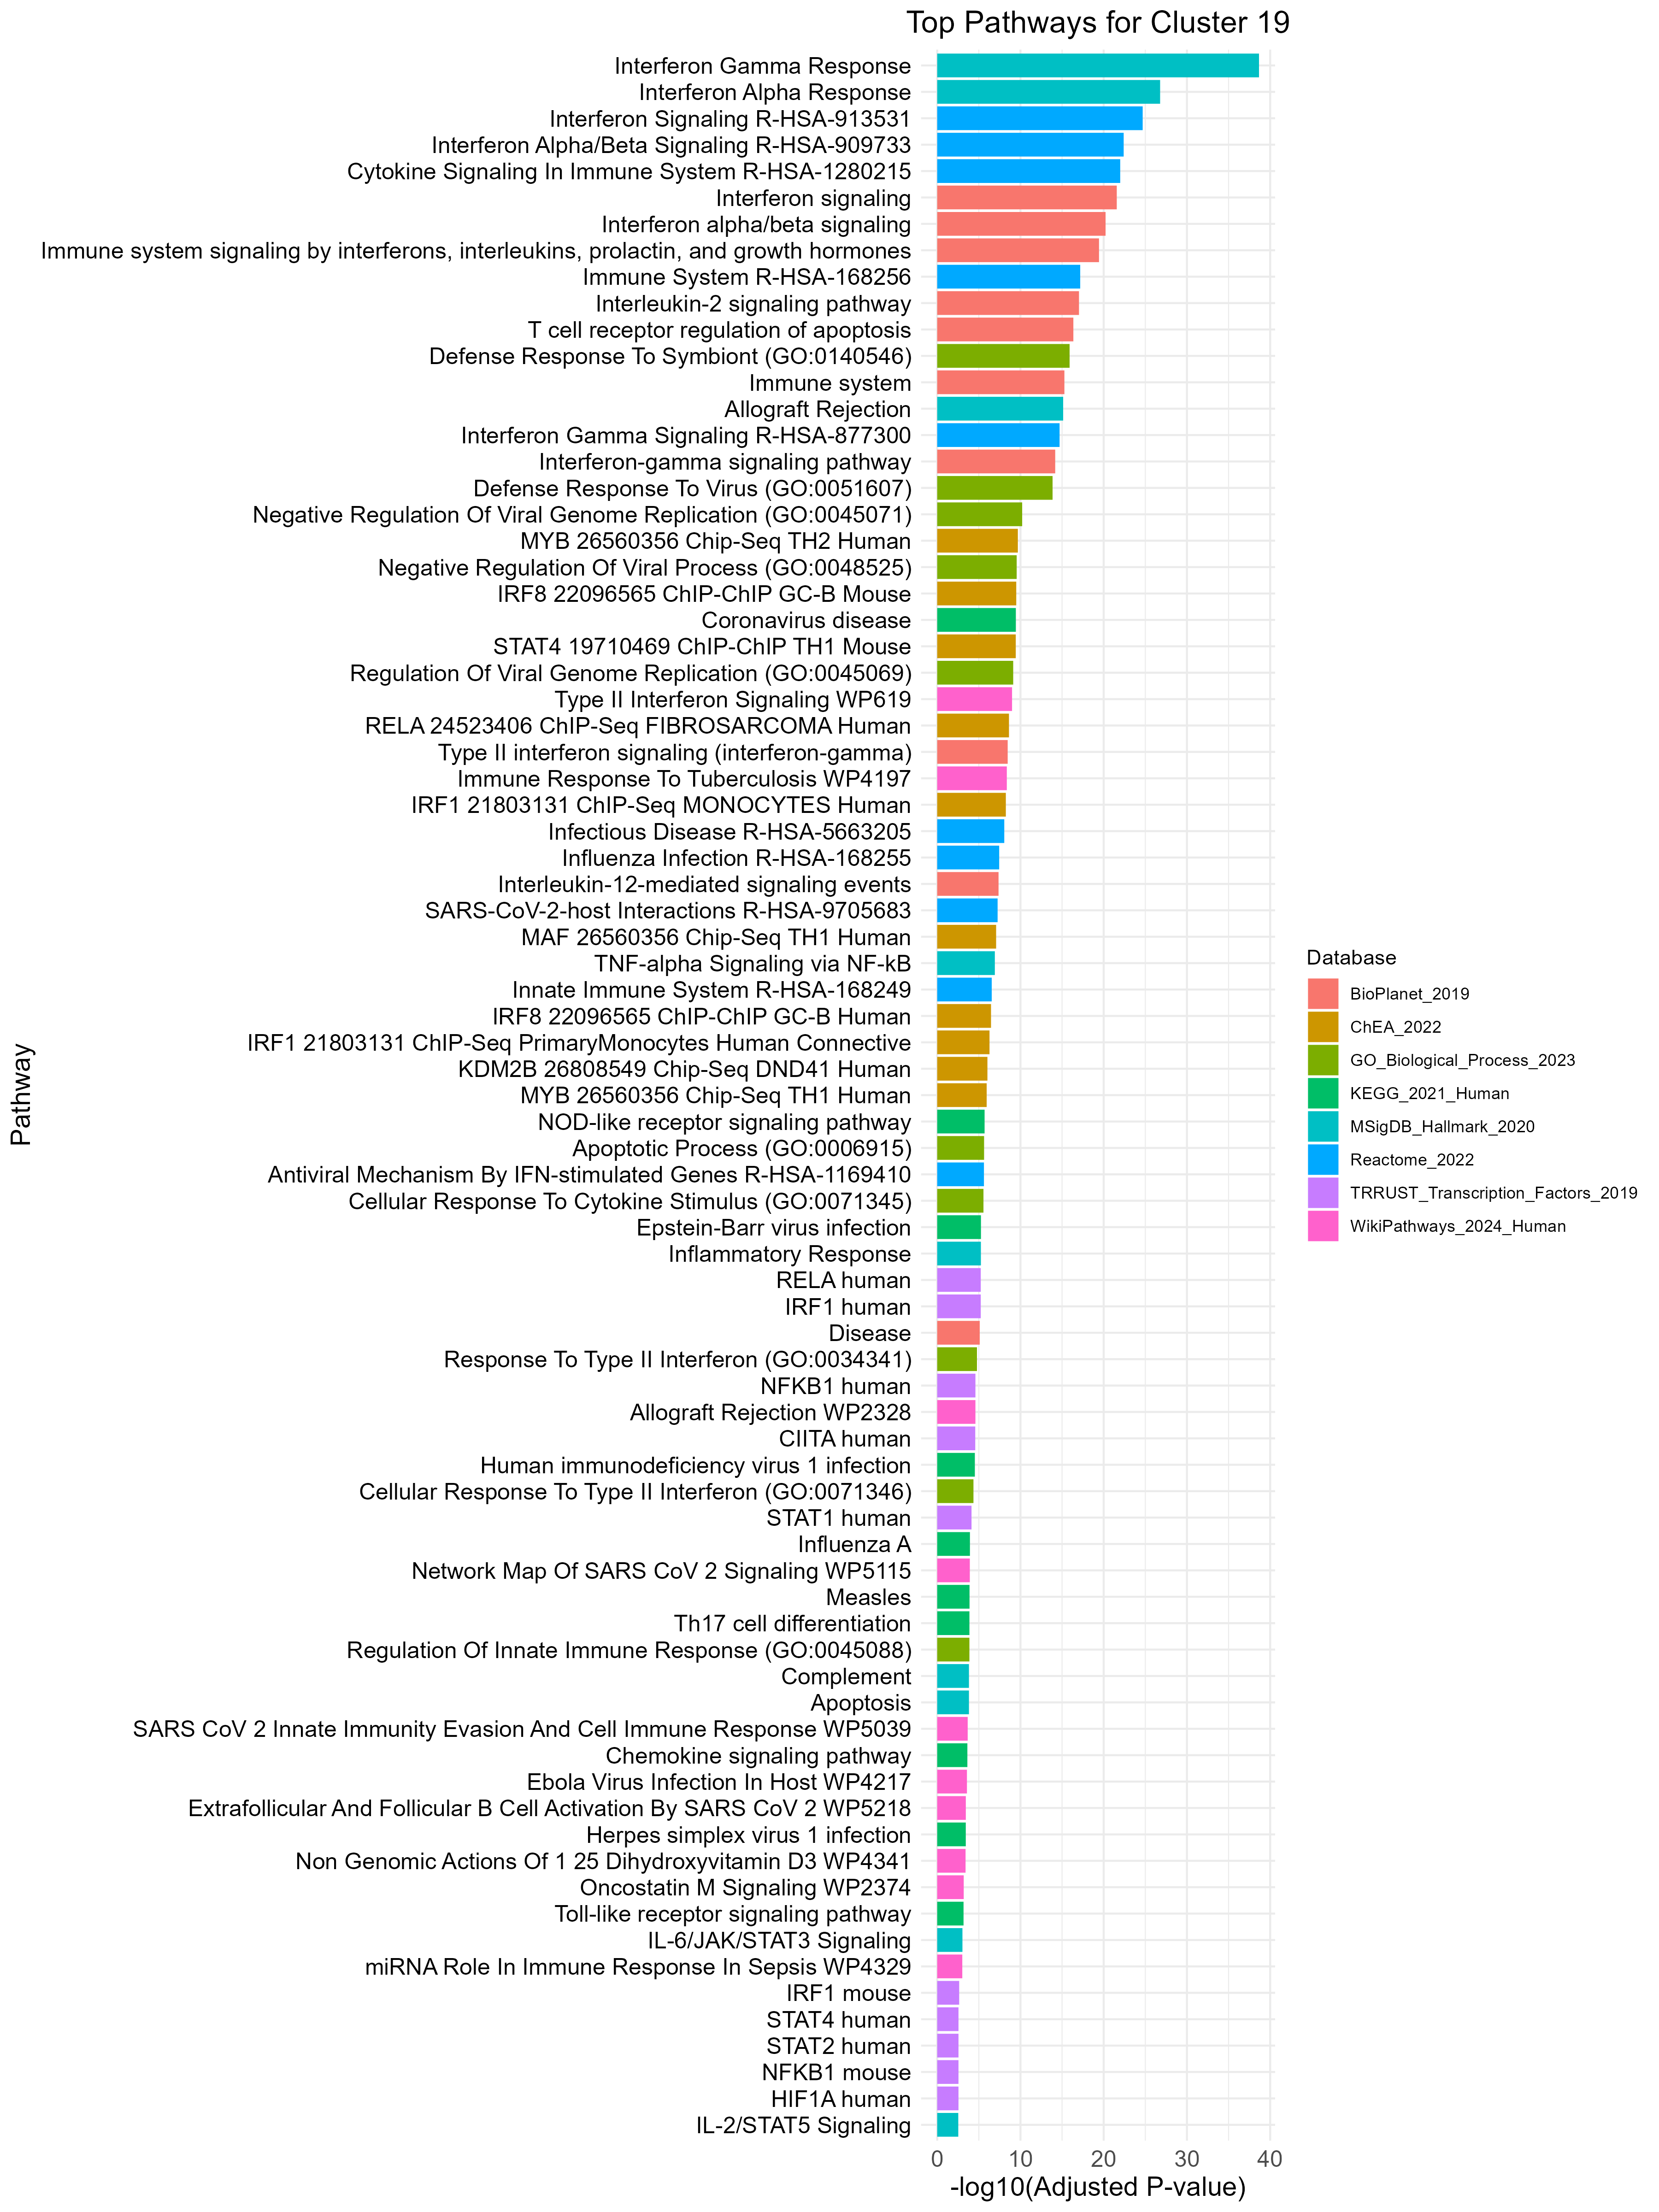 Top Pathways for Cluster 19
Interferon Gamma Response
Interferon Alpha Response
Interferon Signaling R-HSA-913531
Interferon Alpha/Beta Signaling R-HSA-909733
Cytokine Signaling In Immune System R-HSA-1280215
Interferon signaling
Interferon alpha/beta signaling
Immune system signaling by interferons, interleukins, prolactin, and growth hormones
Immune System R-HSA-168256
Interleukin-2 signaling pathway
T cell receptor regulation of apoptosis
Defense Response To Symbiont (GO:0140546)
Immune system
Allograft Rejection
Interferon Gamma Signaling R-HSA-877300
Interferon-gamma signaling pathway
Defense Response To Virus (GO:0051607)
Negative Regulation Of Viral Genome Replication (GO:0045071)
MYB 26560356 Chip-Seq TH2 Human
Negative Regulation Of Viral Process (GO:0048525)
IRF8 22096565 ChIP-ChIP GC-B Mouse
Coronavirus disease
STAT4 19710469 ChIP-ChIP TH1 Mouse
Regulation Of Viral Genome Replication (GO:0045069)
Type II Interferon Signaling WP619
RELA 24523406 ChIP-Seq FIBROSARCOMA Human
Type II interferon signaling (interferon-gamma)
Immune Response To Tuberculosis WP4197
IRF1 21803131 ChIP-Seq MONOCYTES Human
Infectious Disease R-HSA-5663205
Influenza Infection R-HSA-168255
Interleukin-12-mediated signaling events
SARS-CoV-2-host Interactions R-HSA-9705683
MAF 26560356 Chip-Seq TH1 Human
TNF-alpha Signaling via NF-kB
Innate Immune System R-HSA-168249
IRF8 22096565 ChIP-ChIP GC-B Human
IRF1 21803131 ChIP-Seq PrimaryMonocytes Human Connective
KDM2B 26808549 Chip-Seq DND41 Human
MYB 26560356 Chip-Seq TH1 Human
NOD-like receptor signaling pathway
Apoptotic Process (GO:0006915)
Antiviral Mechanism By IFN-stimulated Genes R-HSA-1169410
Cellular Response To Cytokine Stimulus (GO:0071345)
Epstein-Barr virus infection
Inflammatory Response
RELA human
IRF1 human
Disease
Response To Type II Interferon (GO:0034341)
NFKB1 human
Allograft Rejection WP2328
CIITA human
Human immunodeficiency virus 1 infection
Cellular Response To Type II Interferon (GO:0071346)
STAT1 human
Influenza A
Network Map Of SARS CoV 2 Signaling WP5115
Measles
Th17 cell differentiation
Regulation Of Innate Immune Response (GO:0045088)
Complement
Apoptosis
SARS CoV 2 Innate Immunity Evasion And Cell Immune Response WP5039
Chemokine signaling pathway
Ebola Virus Infection In Host WP4217
Extrafollicular And Follicular B Cell Activation By SARS CoV 2 WP5218
Herpes simplex virus 1 infection
Non Genomic Actions Of 1 25 Dihydroxyvitamin D3 WP4341
Oncostatin M Signaling WP2374
Toll-like receptor signaling pathway
IL-6/JAK/STAT3 Signaling
miRNA Role In Immune Response In Sepsis WP4329
IRF1 mouse
STAT4 human
STAT2 human
NFKB1 mouse
HIF1A human
IL-2/STAT5 Signaling
Pathway
0 10 20 30 40
-log10(Adjusted P-value)
Database
BioPlanet_2019
ChEA_2022
GO_Biological_Process_2023
KEGG_2021_Human
MSigDB_Hallmark_2020
Reactome_2022
TRRUST_Transcription_Factors_2019
WikiPathways_2024_Human